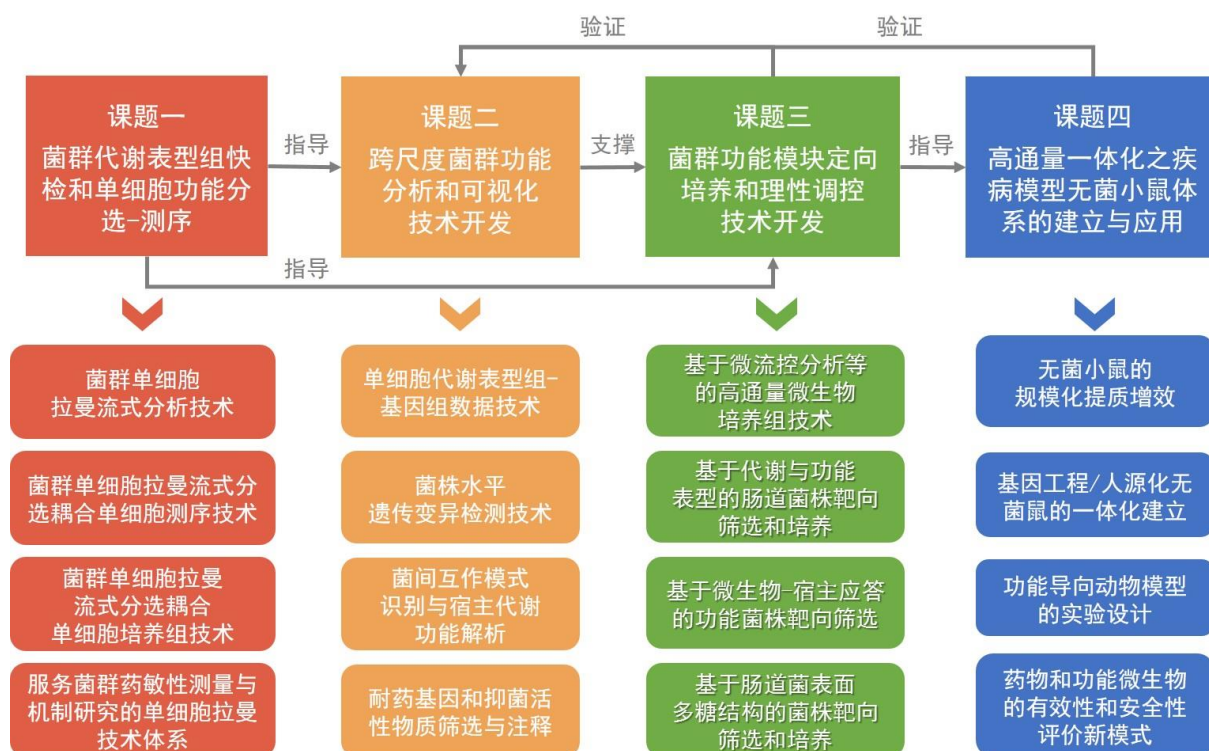 验证
验证
课题一
菌群代谢表型组快
检和单细胞功能分
选-测序
指导
课题二
跨尺度菌群功能
分析和可视化
技术开发
支撑
课题三
菌群功能模块定向
培养和理性调控
技术开发
指导
课题四
高通量一体化之疾
病模型无菌小鼠体
系的建立与应用
指导
菌群单细胞
拉曼流式分析技术
菌群单细胞拉曼流式分
选耦合单细胞测序技术
菌群单细胞拉曼
流式分选耦合
单细胞培养组技术
服务菌群药敏性测量与
机制研究的单细胞拉曼
技术体系
单细胞代谢表型组-
基因组数据技术
菌株水平
遗传变异检测技术
菌间互作模式
识别与宿主代谢
功能解析
耐药基因和抑菌活
性物质筛选与注释
基于微流控分析等
的高通量微生物
培养组技术
基于代谢与功能
表型的肠道菌株靶向
筛选和培养
基于微生物-宿主应答
的功能菌株靶向筛选
基于肠道菌表面
多糖结构的菌株靶向
筛选和培养
无菌小鼠的
规模化提质增效
基因工程/人源化无
菌鼠的一体化建立
功能导向动物模型
的实验设计
药物和功能微生物
的有效性和安全性
评价新模式